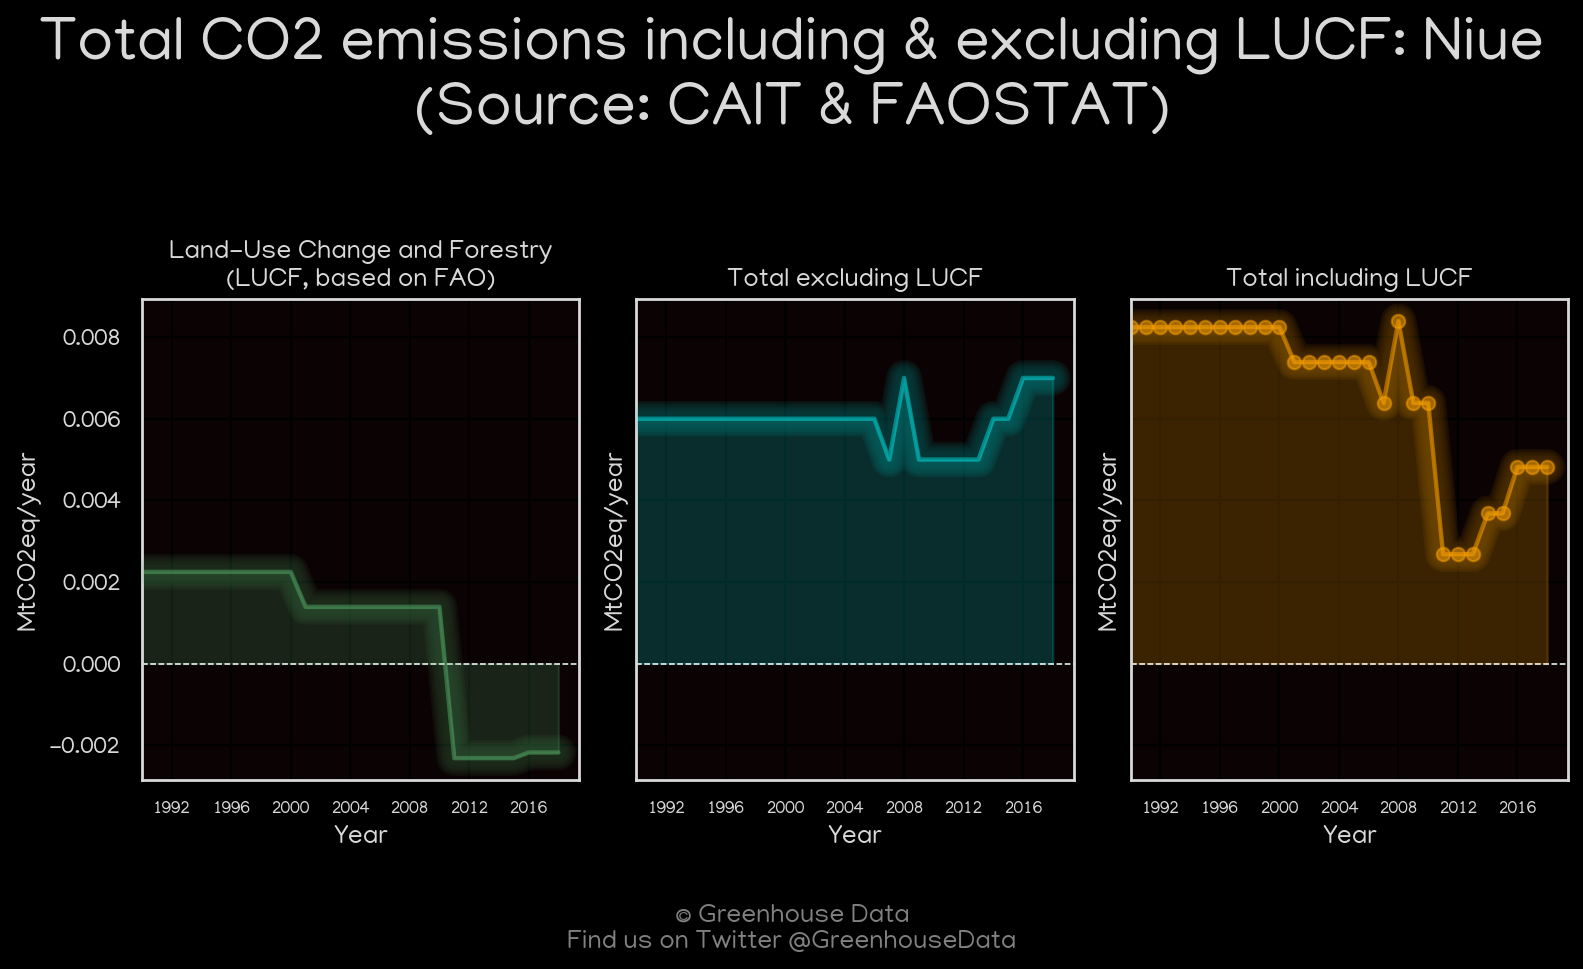 Total CO2 emissions including & excluding LUCF: Niue
(Source: CAIT & FAOSTAT)
Land-Use Change and Forestry
(LUCF, based on FAO)
Total excluding LUCF
Total including LUCF
0.008
0.006
0.004
0.002
0.000
-0.002
MtCO2eq/year
MtCO2eq/year
MtCO2eq/year
1992 1996 2000 2004 2008 2012 2016
1992 1996 2000 2004 2008 2012 2016
1992 1996 2000 2004 2008 2012 2016
Year
Year
Year
© Greenhouse Data
Find us on Twitter @GreenhouseData